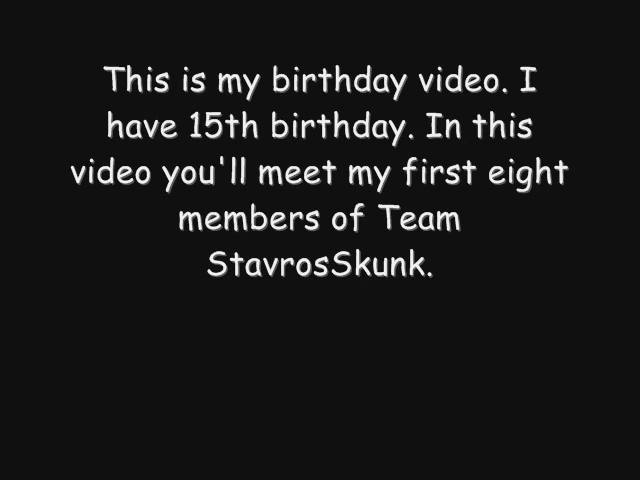 This is my birthday video. I
have 15th birthday. In this
video you'll meet my first eight
members of Team
StavrosSkunk.